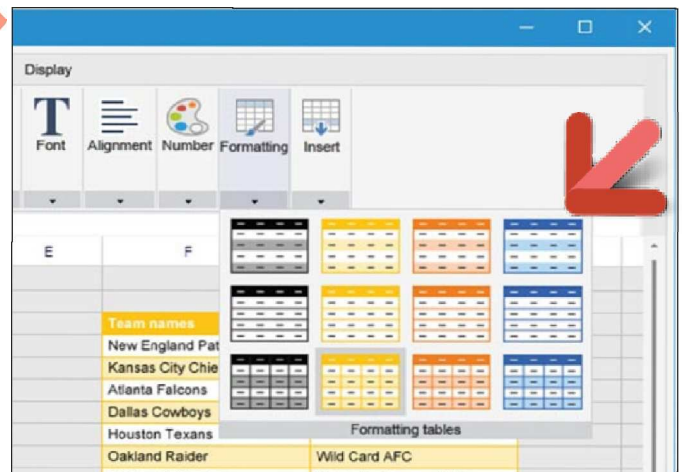 Display
T
Font Alignment Number Formatting Insert
E F
Team names
New England Pat
Kansas City Chie
Atlanta Falcons
Dallas Cowboys
Houston Texans
Formatting tables
Oakland Raider Wild Card AFC